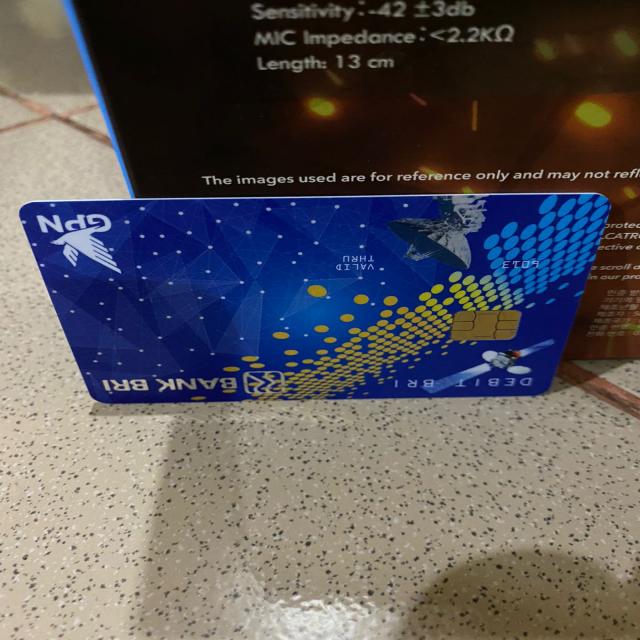 Sensitivity:-42 ±3db
MIC Impedance:<2.2KΩ
Length: 13 cm
The images used are for reference only and may not refl
GPN
VALID
THRU
6013
BANK BRI
DEBIT BRI